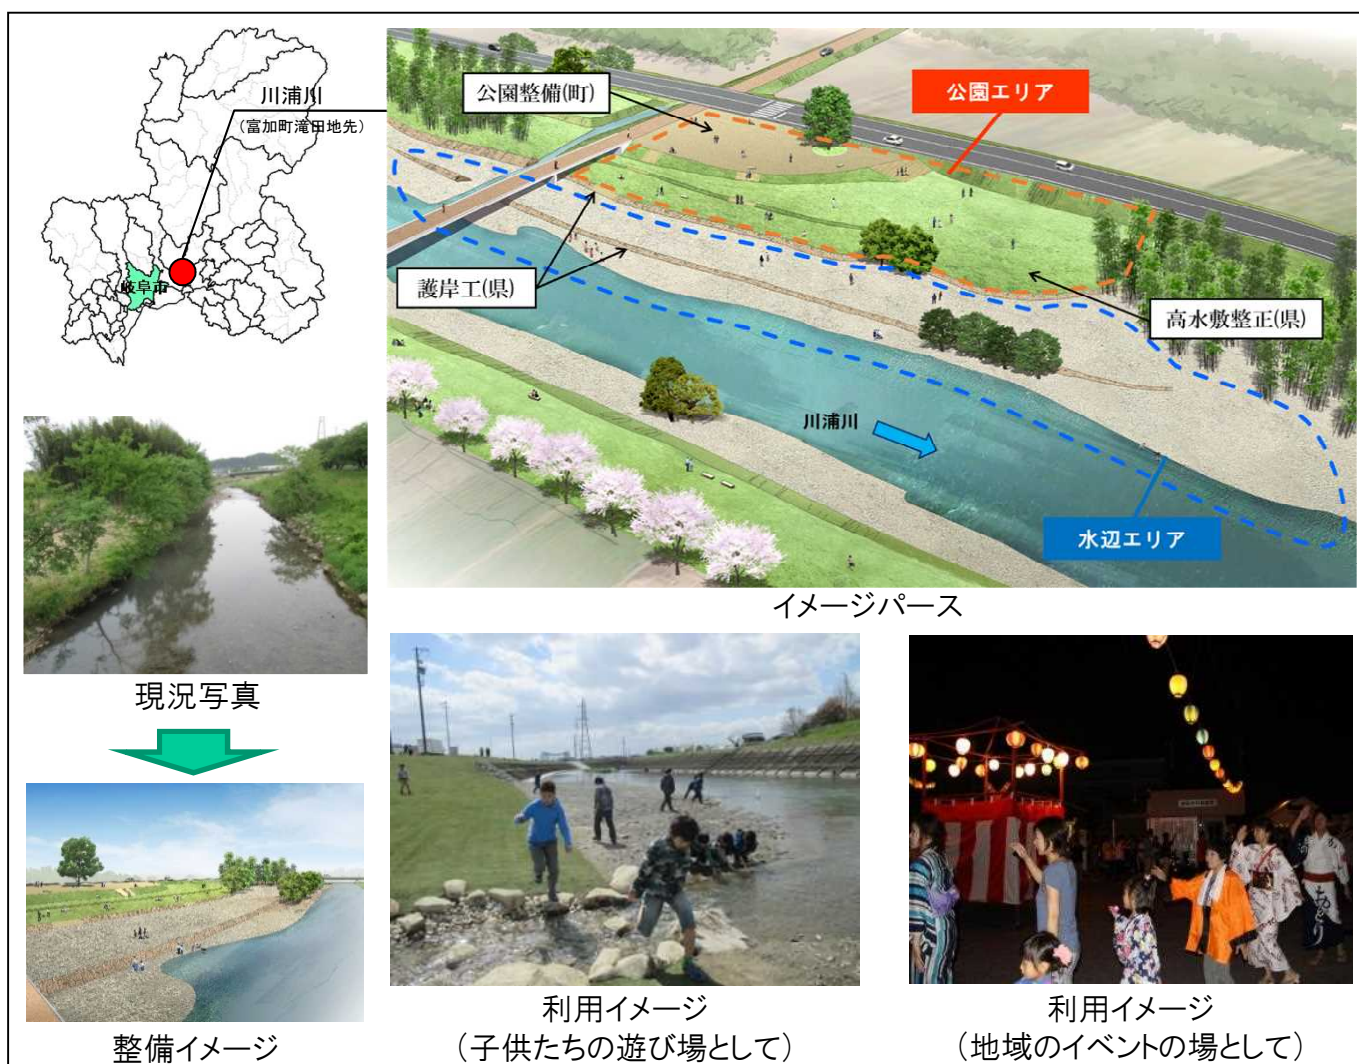 川浦川
（富加町滝田地先）
岐阜市
公園整備(町)
公園エリア
護岸工(県)
高水敷整正(県)
川浦川
水辺エリア
イメージパース
現況写真
整備イメージ
利用イメージ
（子供たちの遊び場として）
利用イメージ
（地域のイベントの場として）